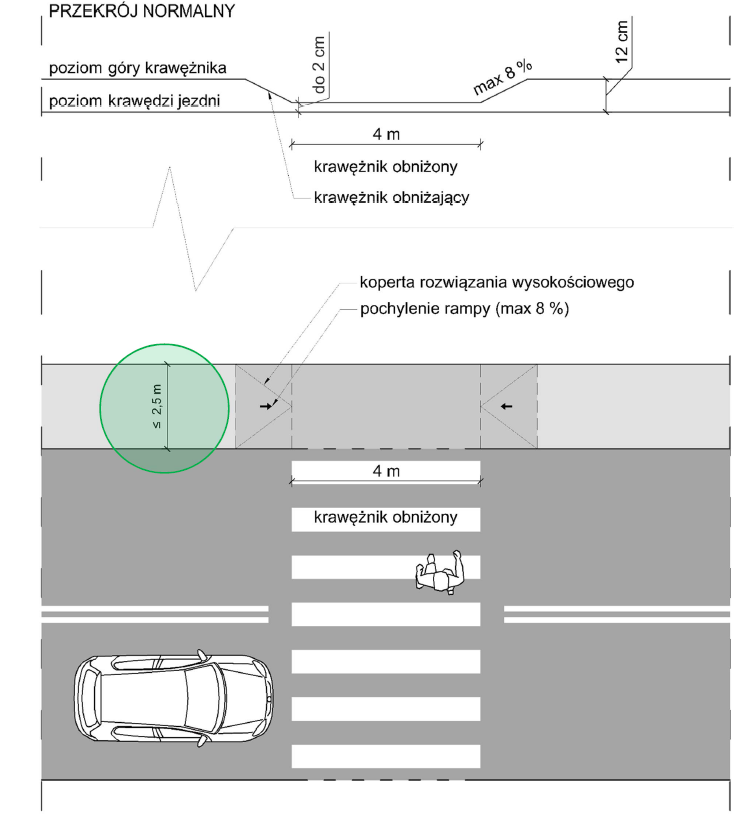 PRZEKRÓJ NORMALNY
do 2 cm
12 cm
poziom góry krawężnika
max 8 %
poziom krawędzi jezdni
4 m
krawężnik obniżony
krawężnik obniżający
koperta rozwiązania wysokościowego
pochylenie rampy (max 8 %)
≤ 2,5 m
4 m
krawężnik obniżony